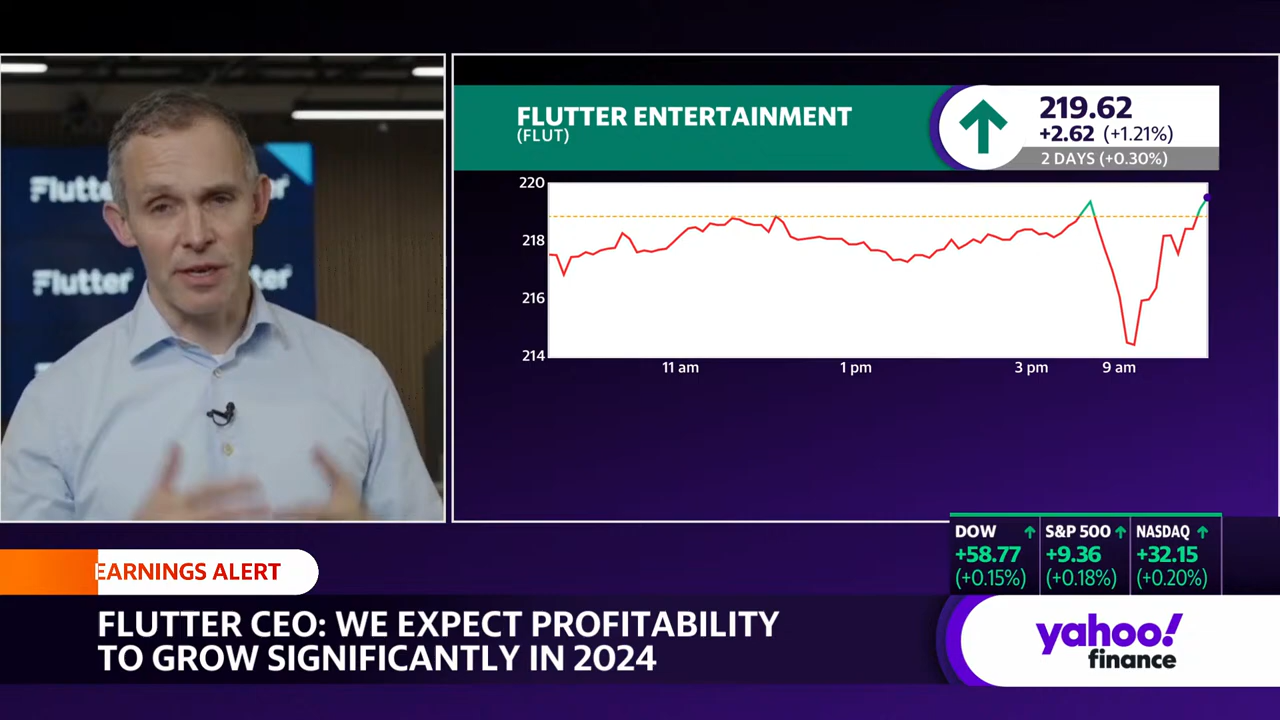 Flutter
Flutter
FLUTTER ENTERTAINMENT
(FLUT)
219.62
+2.62 (+1.21%)
2 DAYS (+0.30%)
220
218
216
214
11 am
1 pm
3 pm
9 am
DOW
+58.77
(+0.15%)
S&P 500
+9.36
(+0.18%)
NASDAQ
+32.15
(+0.20%)
EARNINGS ALERT
FLUTTER CEO: WE EXPECT PROFITABILITY
TO GROW SIGNIFICANTLY IN 2024
yahoo!
finance